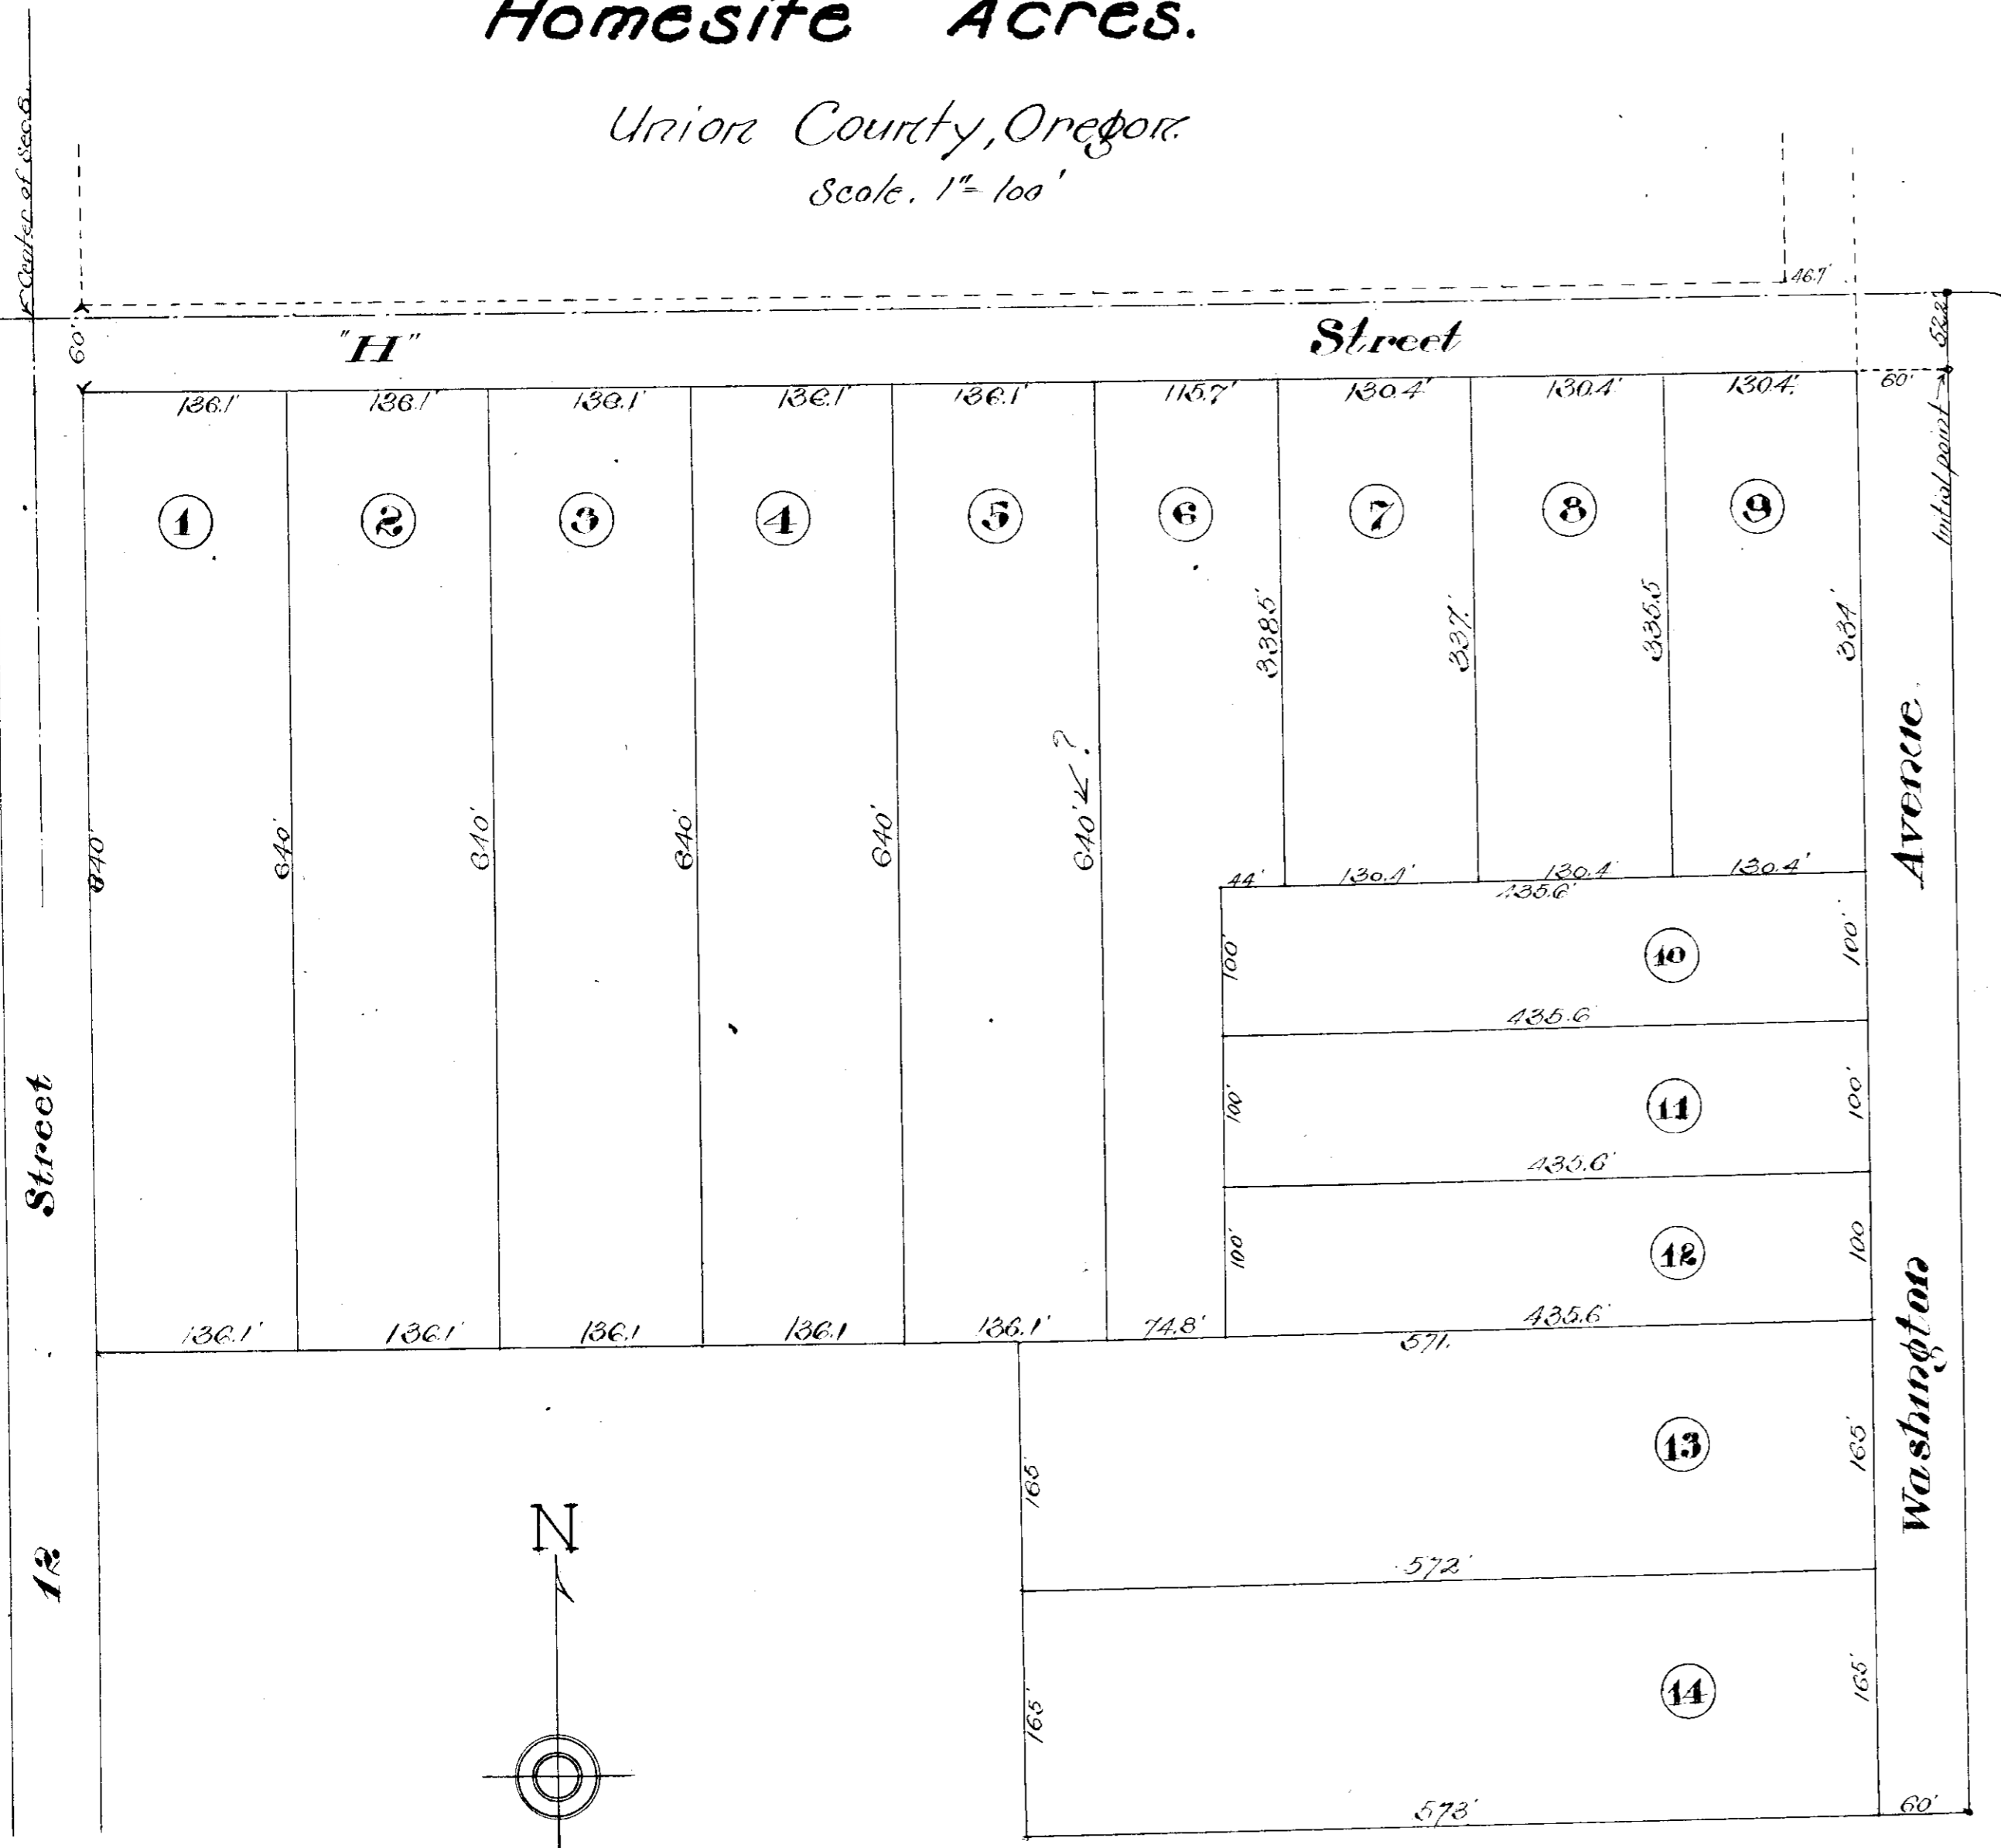 Homesite Acres.
Union County, Oregon.
Scale. 1"= 100'
Center of Sec. 6.
46.7'
60'
"H" Street
52.2
136.1' 136.1' 136.1' 136.1' 136.1' 115.7' 130.4' 130.4' 130.4' 60'
Initial point
1 2 3 4 5 6 7 8 9
338.5' 337.' 335.5 334'
640' 640' 640' 640' 640' 640' < ?
Avenue
44' 130.4' 130.4 130.4'
435.6'
100' 10 100'
435.6
100' 11 100'
435.6'
Street
100' 12 100
136.1' 136.1' 136.1 136.1 136.1' 74.8' 435.6'
571.
Washington
165' 13 165'
N
12
572'
165' 14 165'
573' 60'